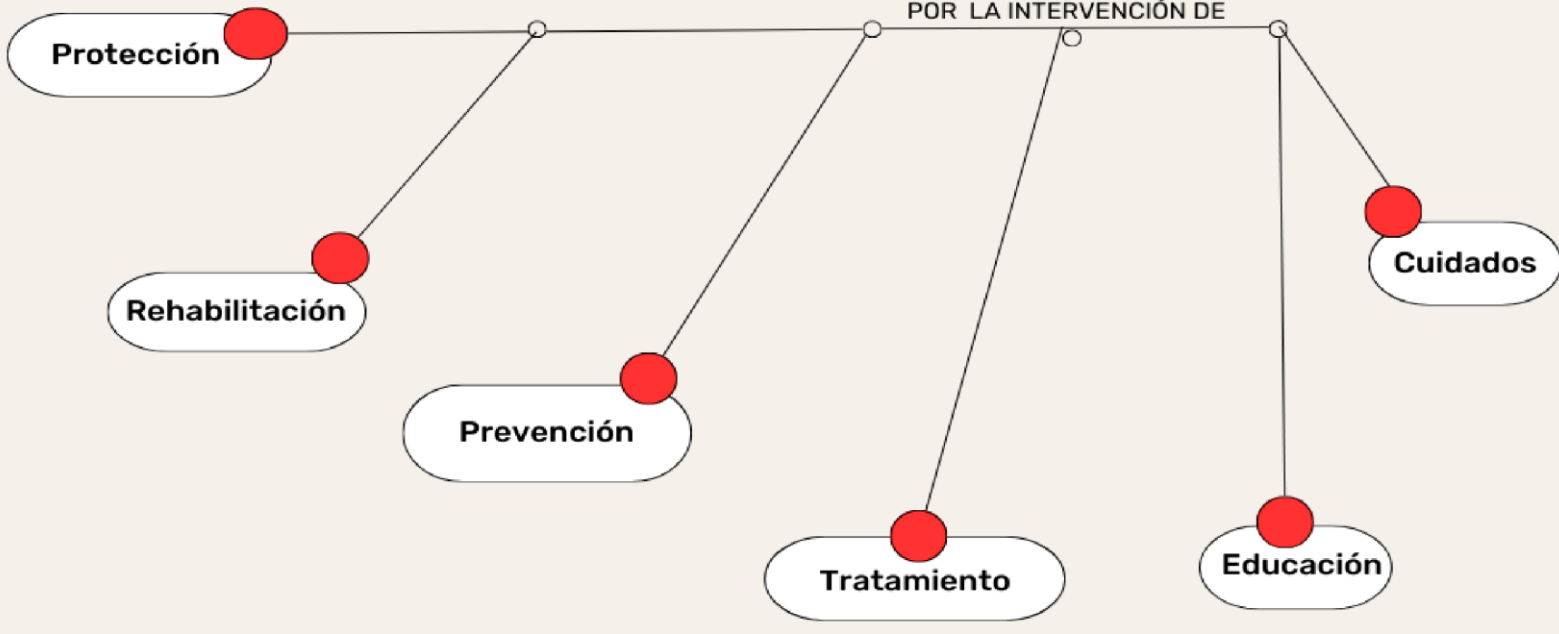 POR LA INTERVENCIÓN DE
Protección
Rehabilitación
Prevención
Tratamiento
Educación
Cuidados